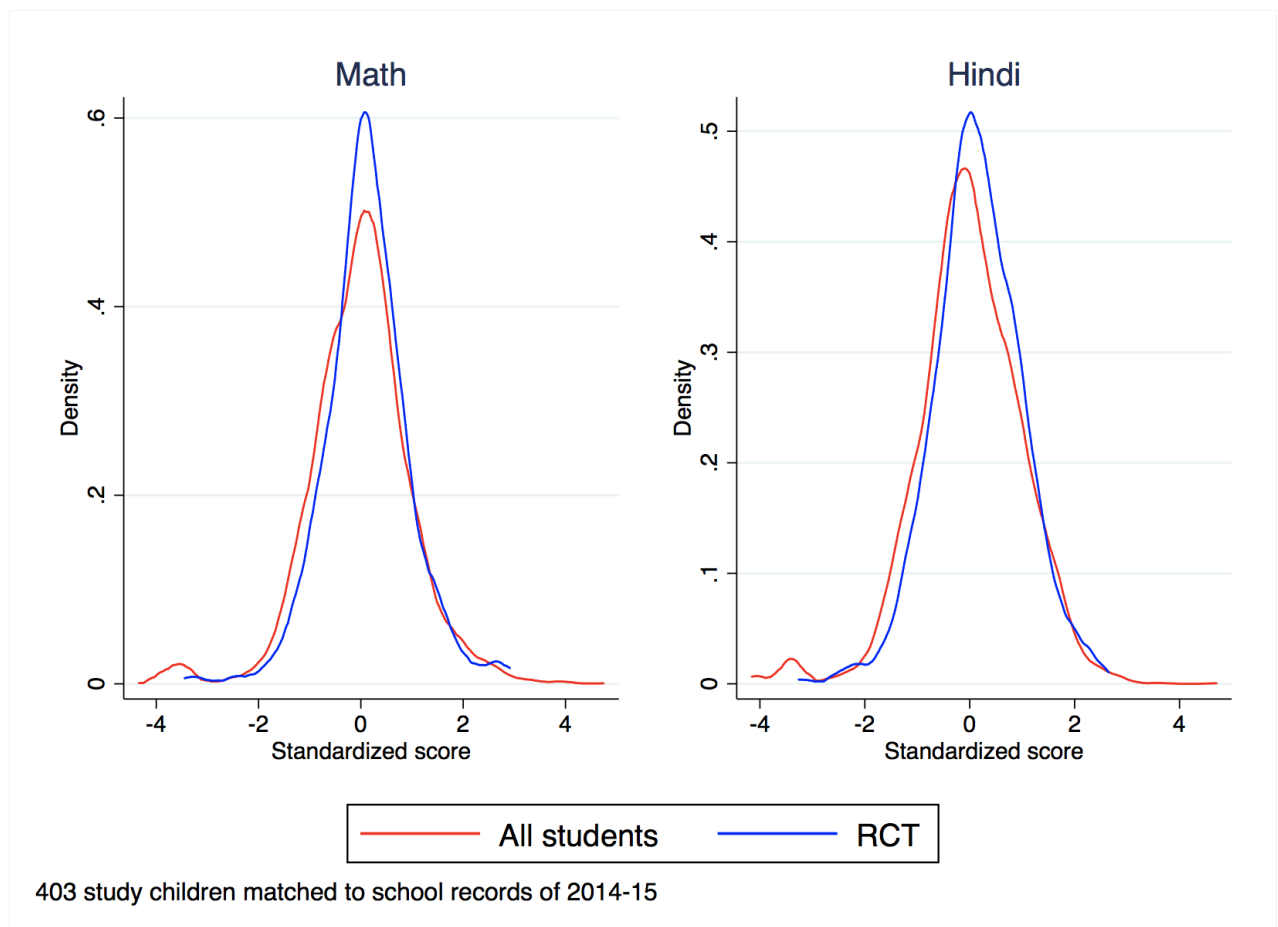 Math
Density
.6
.4
.2
0
-4 -2 0 2 4
Standardized score
Hindi
Density
.5
.4
.3
.2
.1
0
-4 -2 0 2 4
Standardized score
All students RCT
403 study children matched to school records of 2014-15